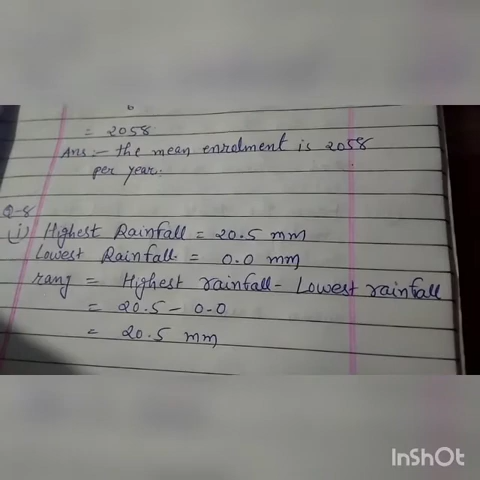 6
= 2058
Ans :- the mean enrolment is 2058
per year.
Q-8
(i) Highest Rainfall = 20.5 mm
Lowest Rainfall = 0.0 mm
rang = Highest rainfall - Lowest rainfall
= 20.5 - 0.0
= 20.5 mm
InShOt